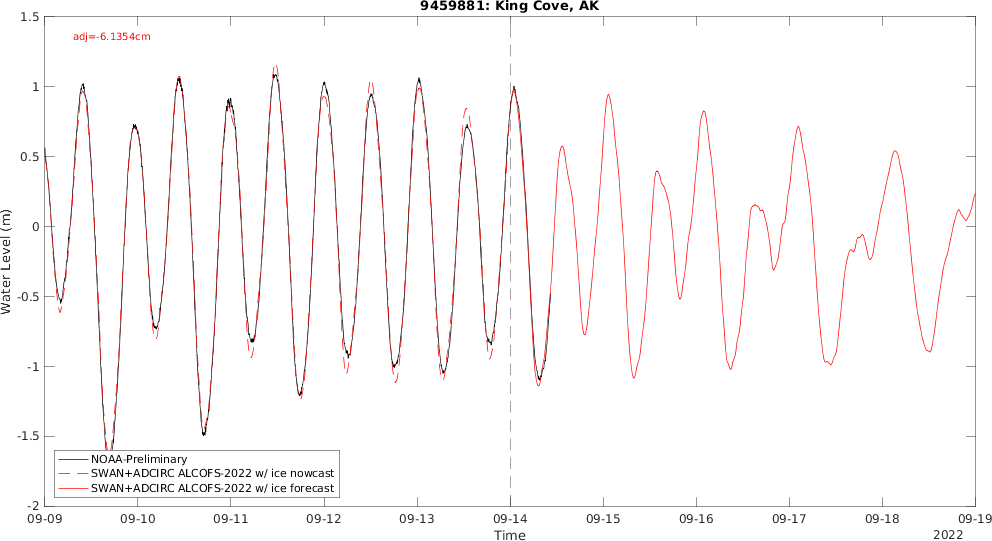 9459881: King Cove, AK
adj=-6.1354cm
1.5
1
0.5
0
-0.5
-1
-1.5
-2
Water Level (m)
NOAA-Preliminary
SWAN+ADCIRC ALCOFS-2022 w/ ice nowcast
SWAN+ADCIRC ALCOFS-2022 w/ ice forecast
09-09 09-10 09-11 09-12 09-13 09-14 09-15 09-16 09-17 09-18 09-19
Time
2022